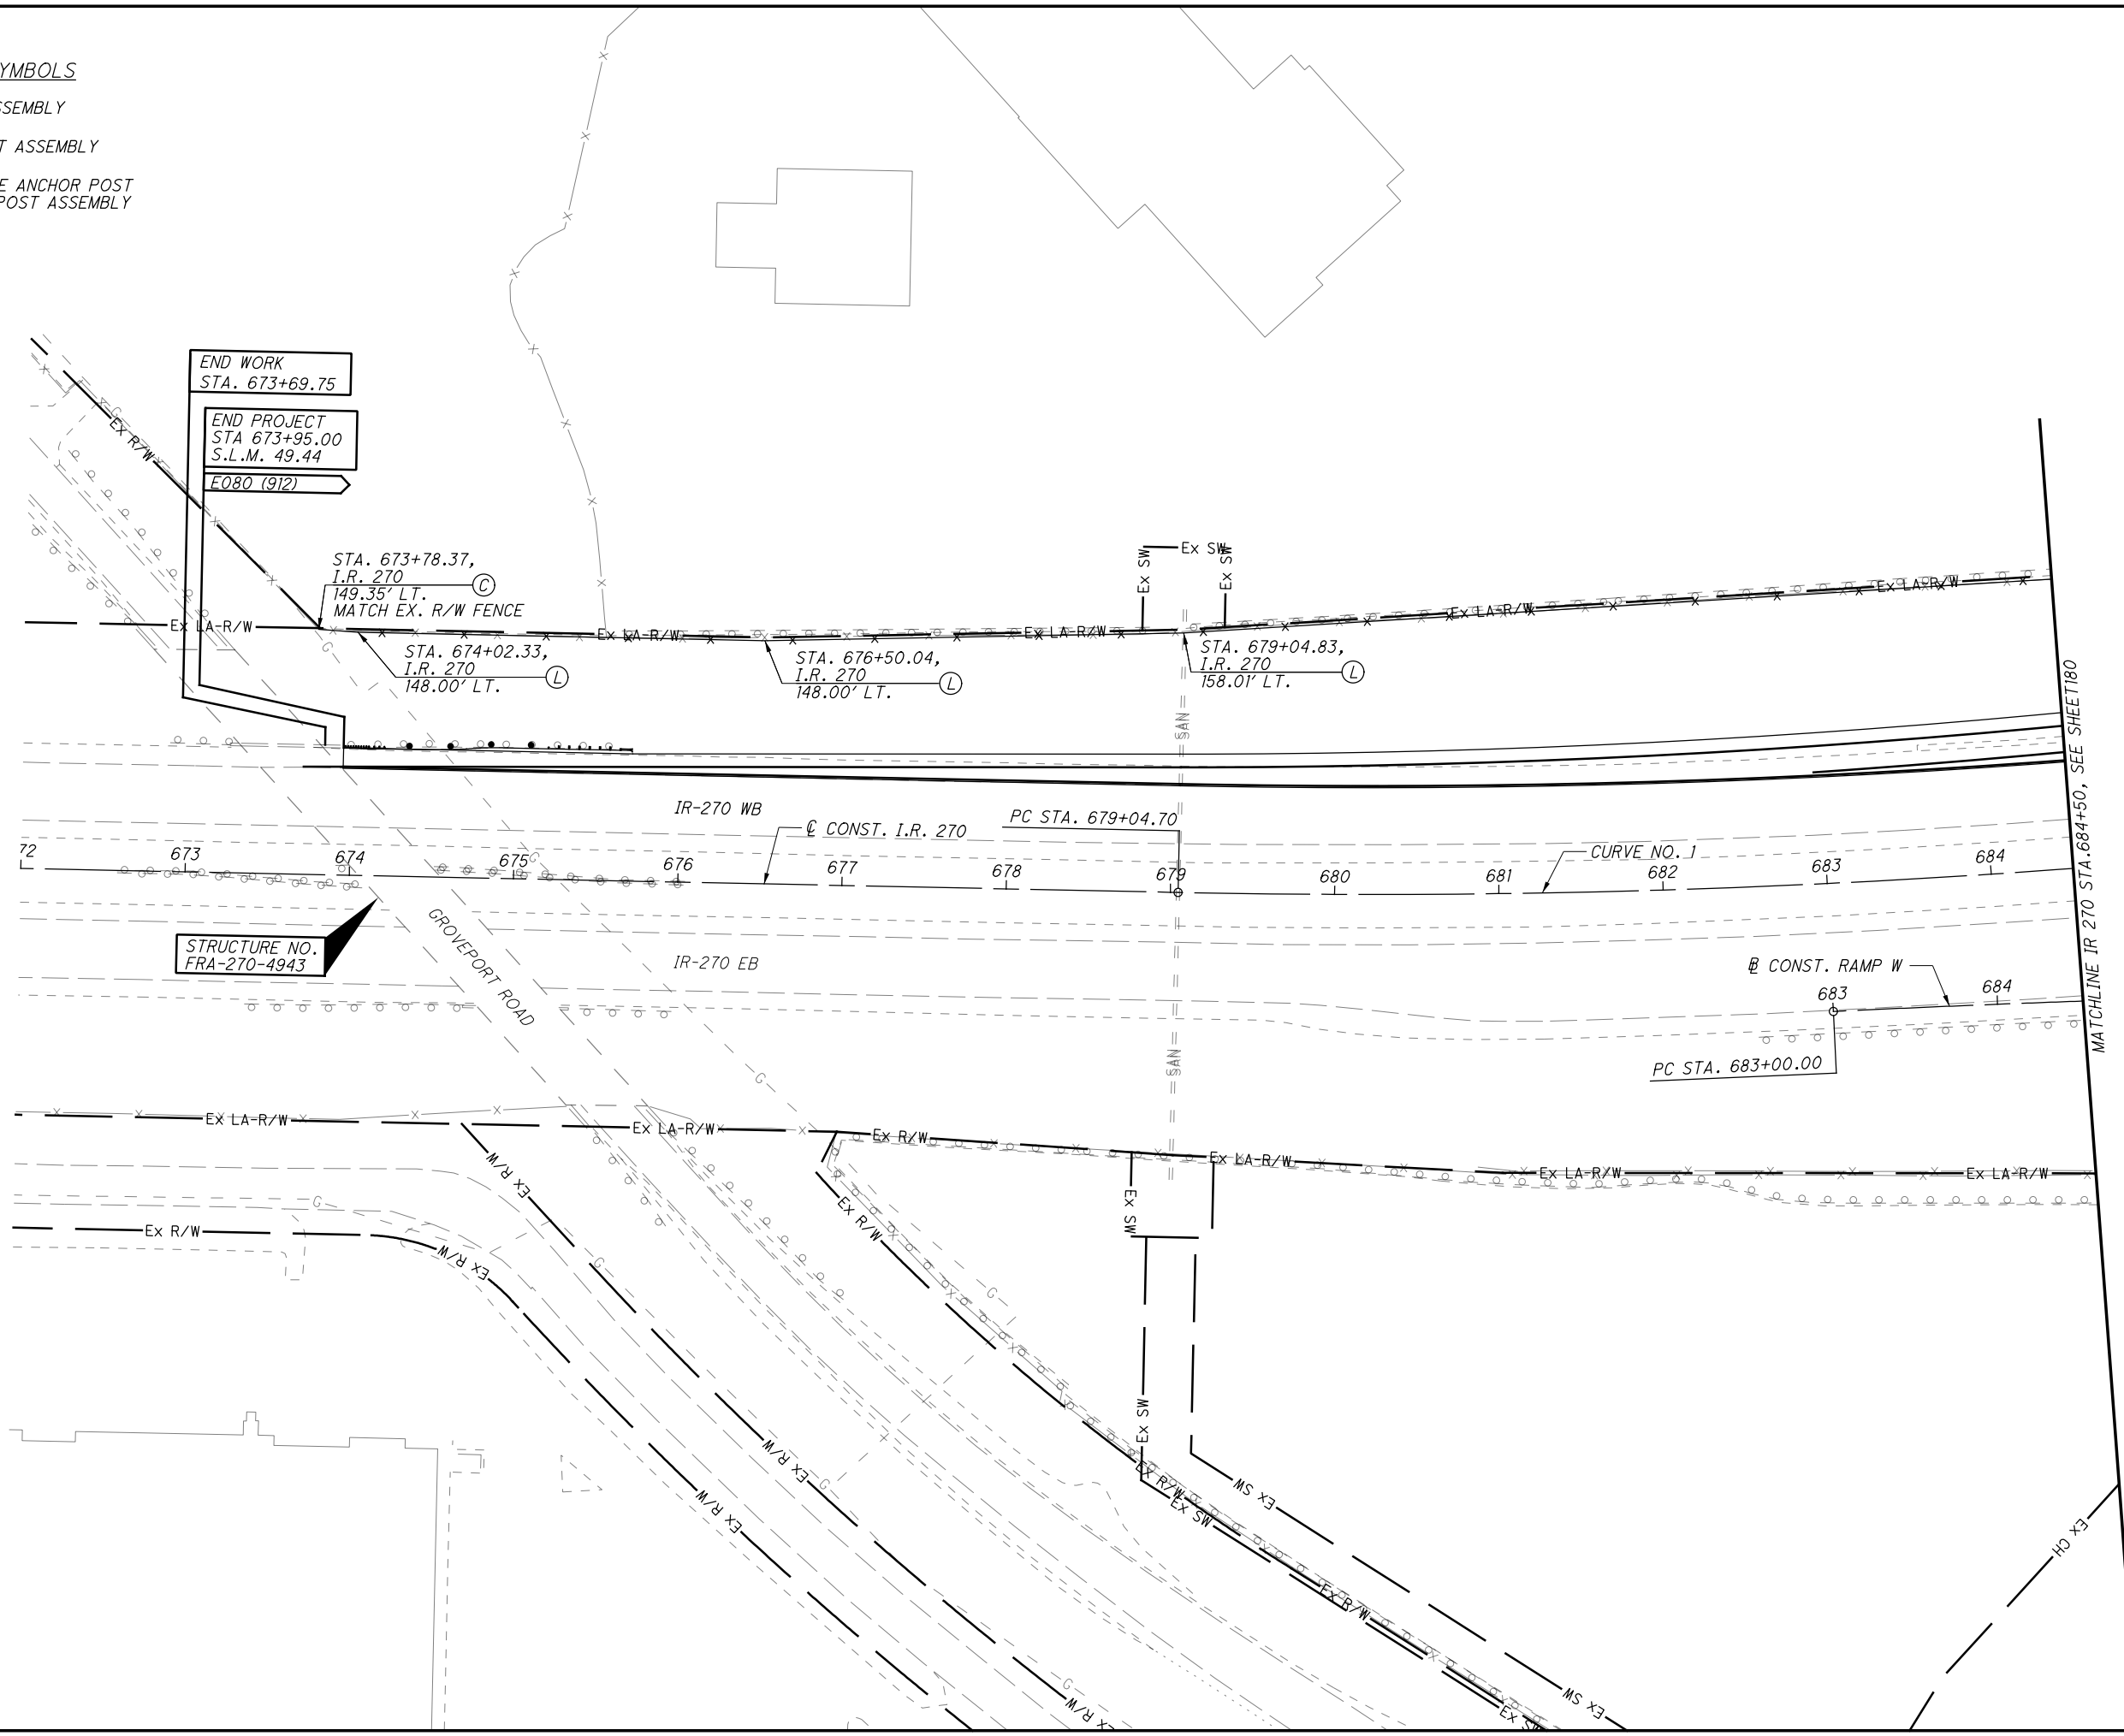 YMBOLS
SSEMBLY
T ASSEMBLY
E ANCHOR POST
POST ASSEMBLY
END WORK
STA. 673+69.75
END PROJECT
STA 673+95.00
S.L.M. 49.44
E080 (912)
G
Ex R/W
STA. 673+78.37,
I.R. 270
149.35' LT.
MATCH EX. R/W FENCE
C
Ex SW
Ex SW
Ex SW
Ex LA-R/W
Ex LA-R/W
Ex LA-R/W
Ex LA-R/W
Ex LA-R/W
G
STA. 674+02.33,
I.R. 270
148.00' LT.
L
STA. 676+50.04,
I.R. 270
148.00' LT.
L
STA. 679+04.83,
I.R. 270
158.01' LT.
L
SAN
SAN
MATCHLINE IR 270 STA.684+50, SEE SHEET180
IR-270 WB
℄ CONST. I.R. 270
PC STA. 679+04.70
CURVE NO. 1
72
673
674
675
676
677
678
679
680
681
682
683
684
G
STRUCTURE NO.
FRA-270-4943
GROVEPORT ROAD
IR-270 EB
SAN
SAN
B CONST. RAMP W
683
684
PC STA. 683+00.00
G
Ex LA-R/W
Ex LA-R/W
Ex R/W
Ex LA-R/W
Ex LA-R/W
Ex LA-R/W
Ex R/W
G
Ex R/W
Ex R/W
Ex R/W
Ex SW
G
G
Ex SW
Ex R/W
Ex R/W
G
Ex R/W
Ex SW
Ex SW
Ex CH
Ex R/W
G
Ex R/W
Ex SW
Ex SW